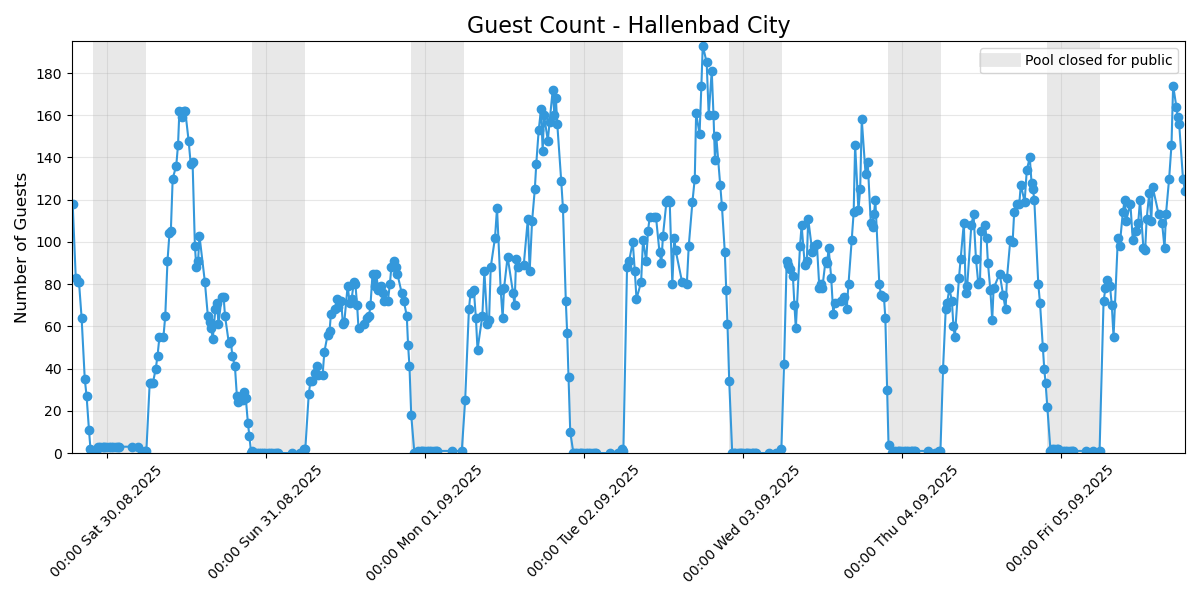 Guest Count - Hallenbad City
Pool closed for public
Number of Guests
180
160
140
120
100
80
60
40
20
0
00:00 Sat 30.08.2025
00:00 Sun 31.08.2025
00:00 Mon 01.09.2025
00:00 Tue 02.09.2025
00:00 Wed 03.09.2025
00:00 Thu 04.09.2025
00:00 Fri 05.09.2025